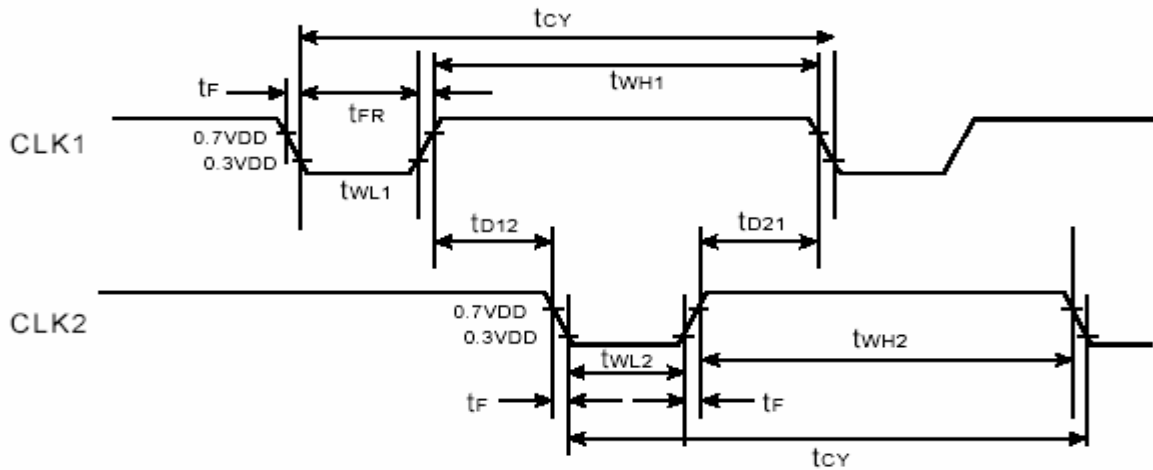 tCY
tF
tWH1
tFR
CLK1
0.7VDD
0.3VDD
tWL1
tD12
tD21
CLK2
0.7VDD
0.3VDD
tWL2
tWH2
tF
tF
tCY